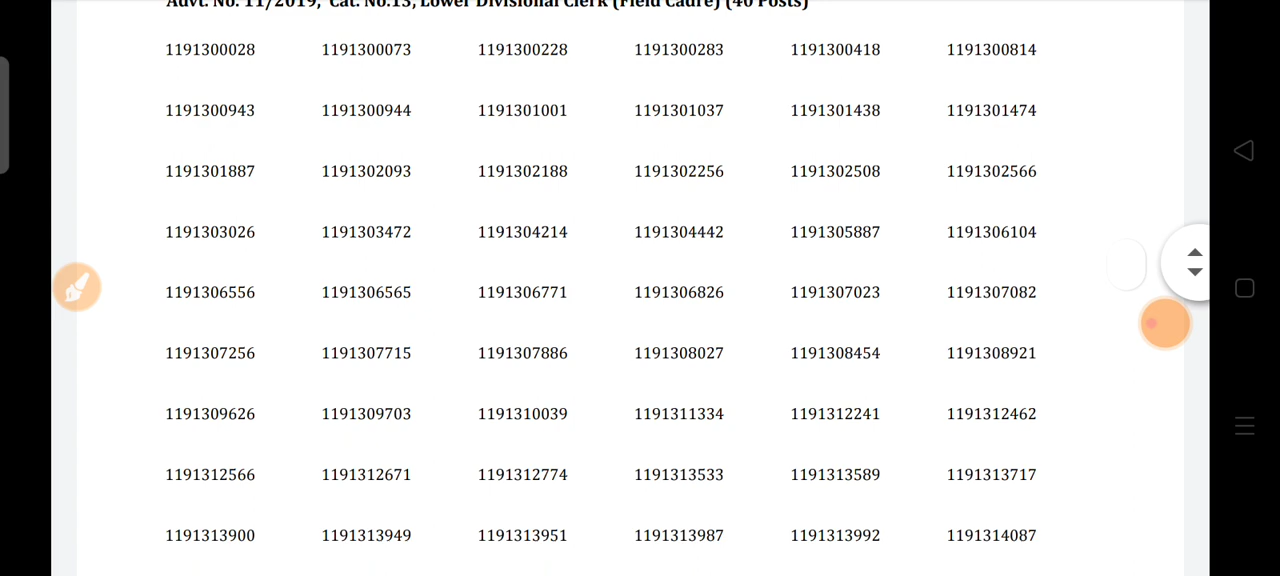 Advt. No. 11/2019, Cat. No.13, Lower Divisional Clerk (Field Cadre) (40 Posts)
1191300028 1191300073 1191300228 1191300283 1191300418 1191300814
1191300943 1191300944 1191301001 1191301037 1191301438 1191301474
1191301887 1191302093 1191302188 1191302256 1191302508 1191302566
1191303026 1191303472 1191304214 1191304442 1191305887 1191306104
1191306556 1191306565 1191306771 1191306826 1191307023 1191307082
1191307256 1191307715 1191307886 1191308027 1191308454 1191308921
1191309626 1191309703 1191310039 1191311334 1191312241 1191312462
1191312566 1191312671 1191312774 1191313533 1191313589 1191313717
1191313900 1191313949 1191313951 1191313987 1191313992 1191314087